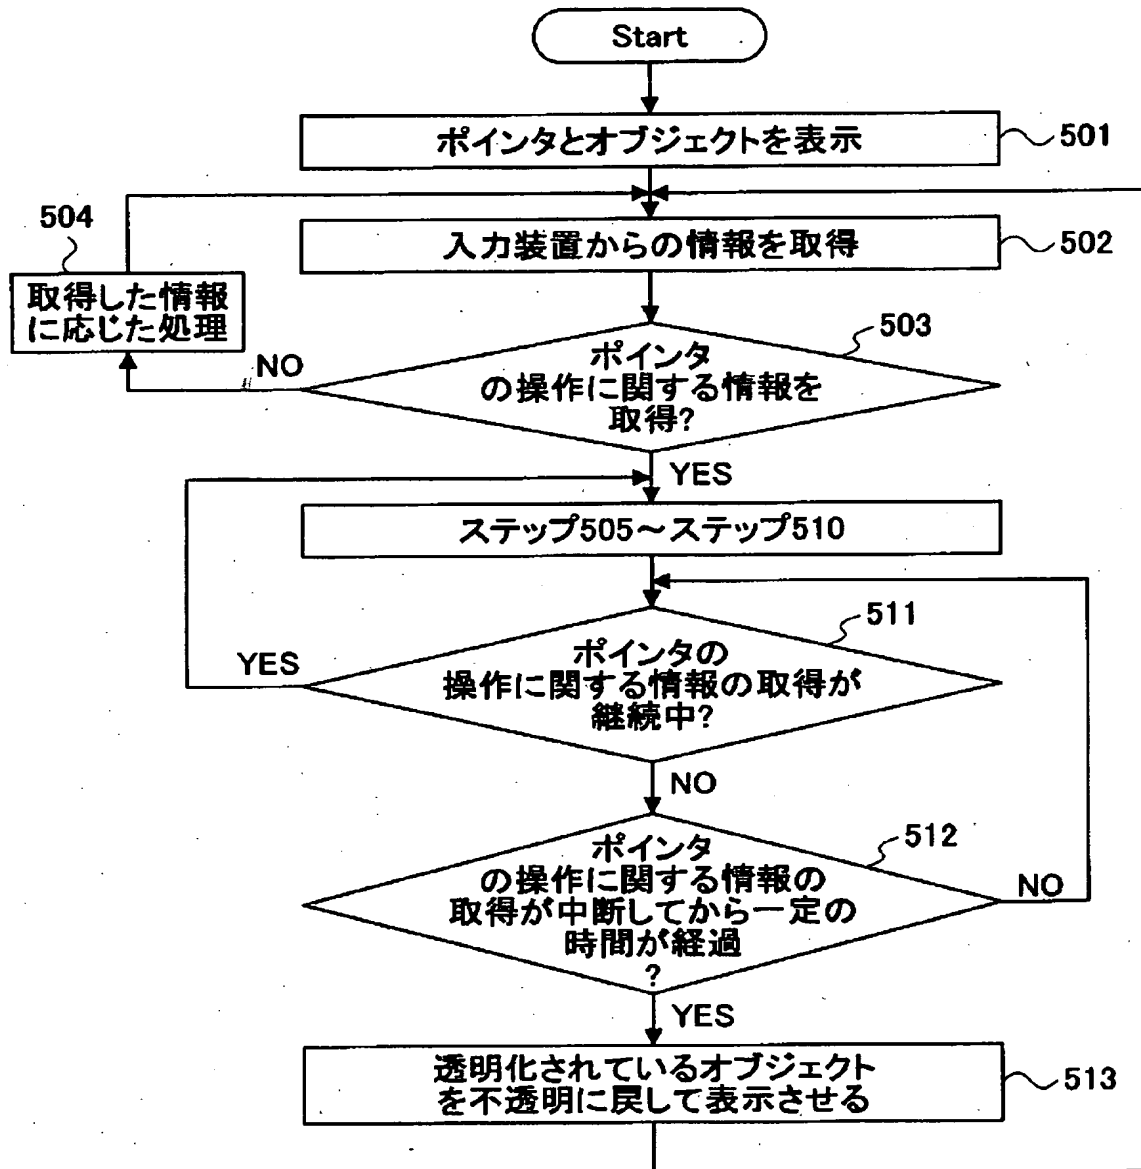 Start
ポインタとオブジェクトを表示
501
504
入力装置からの情報を取得
502
取得した情報
に応じた処理
503
NO
ポインタ
の操作に関する情報を
取得?
YES
ステップ505～ステップ510
511
YES
ポインタの
操作に関する情報の取得が
継続中?
NO
512
ポインタ
の操作に関する情報の
取得が中断してから一定の
時間が経過
?
NO
YES
透明化されているオブジェクト
を不透明に戻して表示させる
513